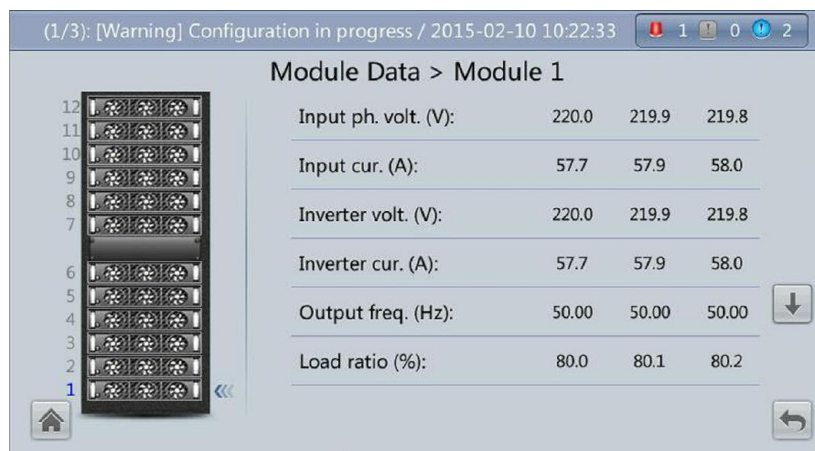 (1/3): [Warning] Configuration in progress / 2015-02-10 10:22:33 1 0 2
Module Data > Module 1
12
11
10
9
8
7
6
5
4
3
2
1
Input ph. volt. (V): 220.0 219.9 219.8
Input cur. (A): 57.7 57.9 58.0
Inverter volt. (V): 220.0 219.9 219.8
Inverter cur. (A): 57.7 57.9 58.0
Output freq. (Hz): 50.00 50.00 50.00
Load ratio (%): 80.0 80.1 80.2